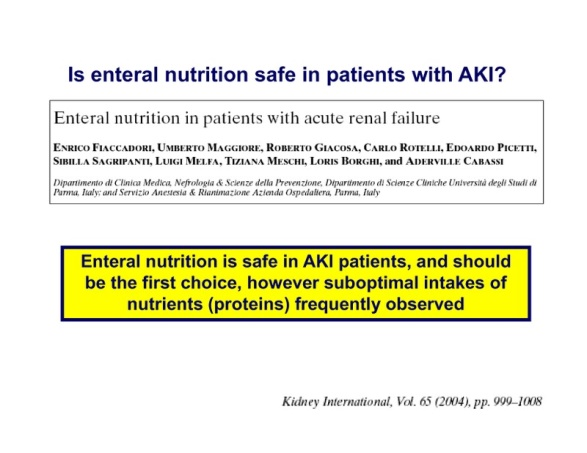 Is enteral nutrition safe in patients with AKI?
Enteral nutrition in patients with acute renal failure
ENRICO FIACCADORI, UMBERTO MAGGIORE, ROBERTO GIACOSA, CARLO ROTELLI, EDOARDO PICETTI,
SIBILLA SAGRIPANTI, LUIGI MELFA, TIZIANA MESCHI, LORIS BORGHI, and ADERVILLE CABASSI
Dipartimento di Clinica Medica, Nefrologia & Scienze della Prevenzione, Dipartimento di Scienze Cliniche Università degli Studi di
Parma, Italy; and Servizio Anestesia & Rianimazione Azienda Ospedaliera, Parma, Italy
Enteral nutrition is safe in AKI patients, and should
be the first choice, however suboptimal intakes of
nutrients (proteins) frequently observed
Kidney International, Vol. 65 (2004), pp. 999–1008